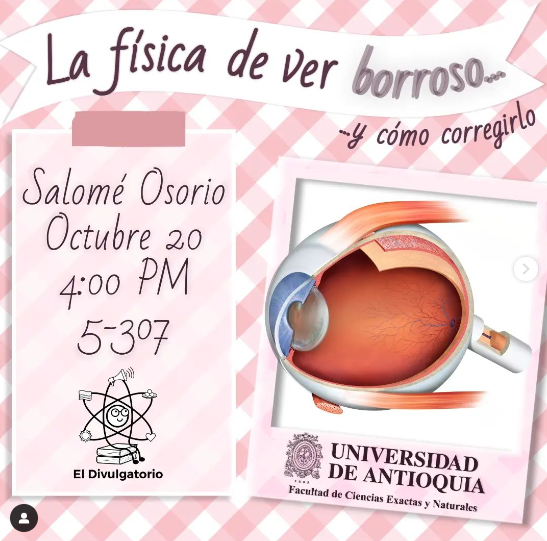 La física de ver borroso...
...y cómo corregirlo
Salomé Osorio
Octubre 20
4:00 PM
5-307
El Divulgatorio
UNIVERSIDAD
DE ANTIOQUIA
Facultad de Ciencias Exactas y Naturales